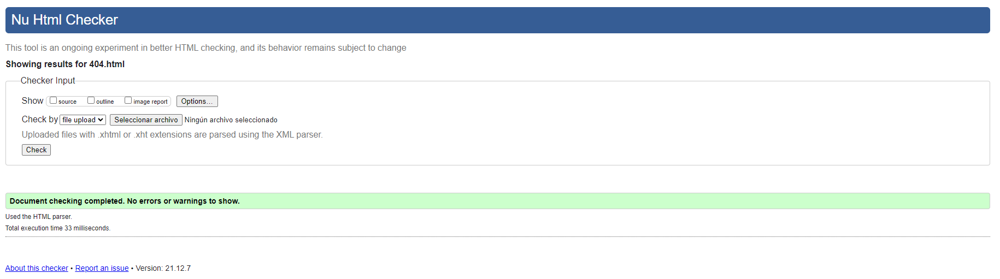 Nu Html Checker
This tool is an ongoing experiment in better HTML checking, and its behavior remains subject to change
Showing results for 404.html
Checker Input
Show source outline image report Options...
Check by file upload Seleccionar archivo Ningún archivo seleccionado
Uploaded files with .xhtml or .xht extensions are parsed using the XML parser.
Check
Document checking completed. No errors or warnings to show.
Used the HTML parser.
Total execution time 33 milliseconds.
About this checker • Report an issue • Version: 21.12.7